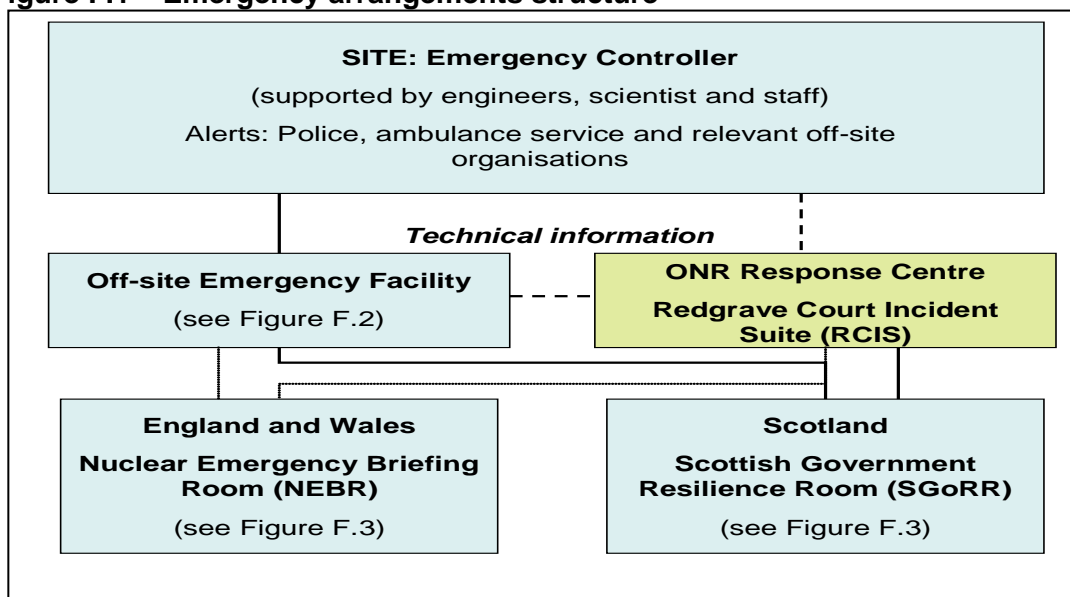 igure F.1: Emergency arrangements structure
SITE: Emergency Controller
(supported by engineers, scientist and staff)
Alerts: Police, ambulance service and relevant off-site
organisations
Technical information
Off-site Emergency Facility
(see Figure F.2)
ONR Response Centre
Redgrave Court Incident
Suite (RCIS)
England and Wales
Nuclear Emergency Briefing
Room (NEBR)
(see Figure F.3)
Scotland
Scottish Government
Resilience Room (SGoRR)
(see Figure F.3)